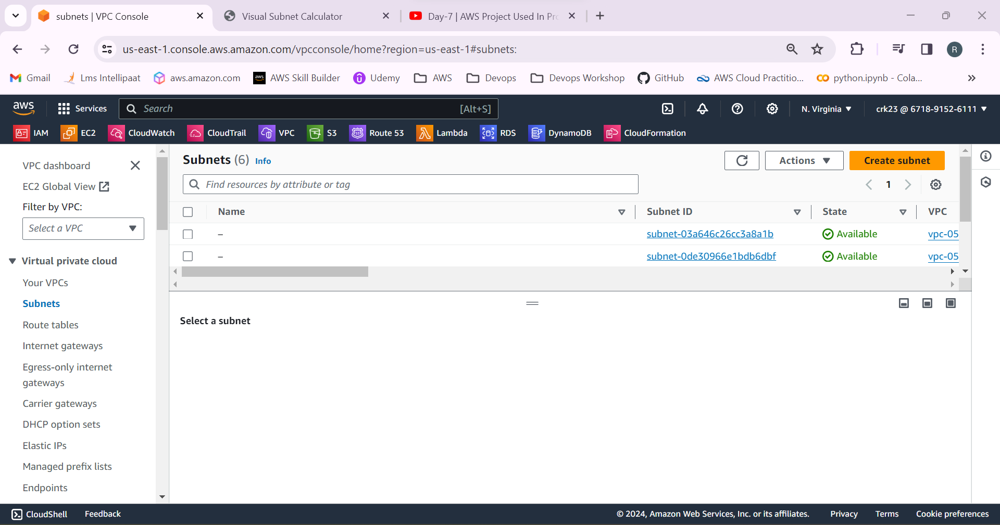 subnets | VPC Console
Visual Subnet Calculator
Day-7 | AWS Project Used In Pr
us-east-1.console.aws.amazon.com/vpcconsole/home?region=us-east-1#subnets:
R
Gmail
Lms Intellipaat
aws.amazon.com
aws
AWS Skill Builder
Udemy
AWS
Devops
Devops Workshop
GitHub
AWS Cloud Practitio...
python.ipynb - Cola...
aws
Services
Search
[Alt+S]
N. Virginia
crk23 @ 6718-9152-6111
IAM
EC2
CloudWatch
CloudTrail
VPC
S3
53
Route 53
Lambda
RDS
DynamoDB
CloudFormation
VPC dashboard
EC2 Global View
Filter by VPC:
Select a VPC
Virtual private cloud
Your VPCs
Subnets
Route tables
Internet gateways
Egress-only internet
gateways
Carrier gateways
DHCP option sets
Elastic IPs
Managed prefix lists
Endpoints
Subnets (6) Info
Actions
Create subnet
Find resources by attribute or tag
1
Name
Subnet ID
State
VPC
–
subnet-03a646c26cc3a8a1b
Available
vpc-05
–
subnet-0de30966e1bdb6dbf
Available
vpc-05
Select a subnet
CloudShell
Feedback
© 2024, Amazon Web Services, Inc. or its affiliates.
Privacy
Terms
Cookie preferences